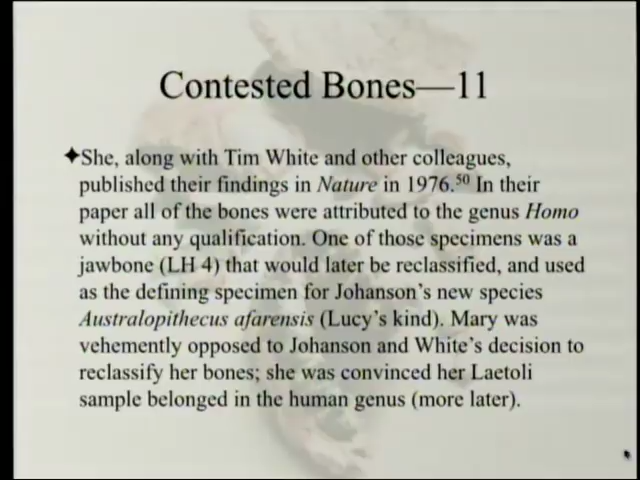 Contested Bones—11
✦She, along with Tim White and other colleagues,
published their findings in Nature in 1976.⁵⁰ In their
paper all of the bones were attributed to the genus Homo
without any qualification. One of those specimens was a
jawbone (LH 4) that would later be reclassified, and used
as the defining specimen for Johanson's new species
Australopithecus afarensis (Lucy's kind). Mary was
vehemently opposed to Johanson and White's decision to
reclassify her bones; she was convinced her Laetoli
sample belonged in the human genus (more later).